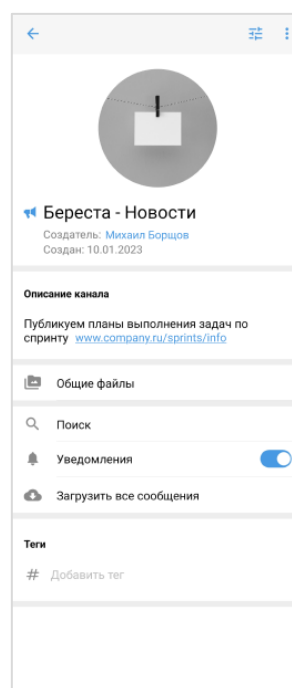 Береста - Новости
Создатель: Михаил Борщов
Создан: 10.01.2023
Описание канала
Публикуем планы выполнения задач по
спринту www.company.ru/sprints/info
Общие файлы
Поиск
Уведомления
Загрузить все сообщения
Теги
# Добавить тег